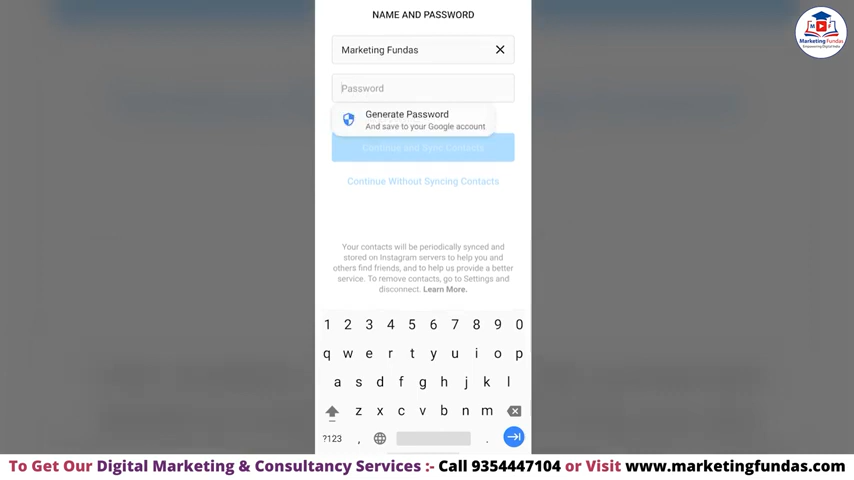 NAME AND PASSWORD
Marketing Fundas
Password
Generate Password
And save to your Google account
Continue and Sync Contacts
Continue Without Syncing Contacts
Your contacts will be periodically synced and
stored on Instagram servers to help you and
others find friends, and to help us provide a better
service. To remove contacts, go to Settings and
disconnect. Learn More.
1 2 3 4 5 6 7 8 9 0
q w e r t y u i o p
a s d f g h j k l
z x c v b n m
?123 , .
M F
Marketing Fundas
Empowering Digital India
To Get Our Digital Marketing & Consultancy Services :- Call 9354447104 or Visit www.marketingfundas.com